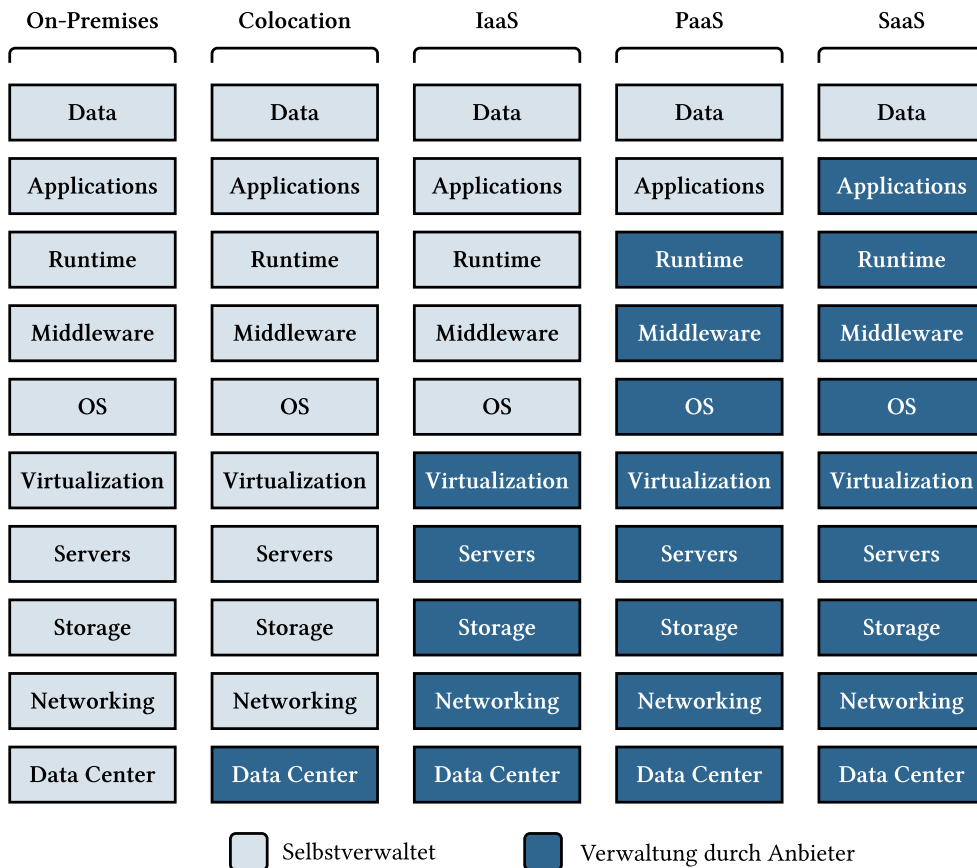 On-Premises Colocation IaaS PaaS SaaS
Data Data Data Data Data
Applications Applications Applications Applications Applications
Runtime Runtime Runtime Runtime Runtime
Middleware Middleware Middleware Middleware Middleware
OS OS OS OS OS
Virtualization Virtualization Virtualization Virtualization Virtualization
Servers Servers Servers Servers Servers
Storage Storage Storage Storage Storage
Networking Networking Networking Networking Networking
Data Center Data Center Data Center Data Center Data Center
Selbstverwaltet Verwaltung durch Anbieter